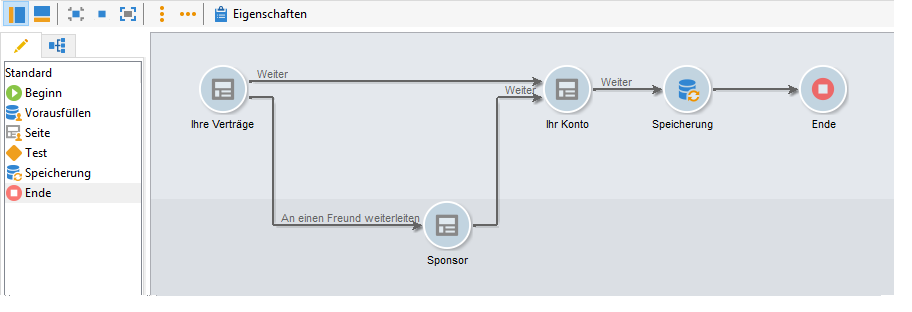 Eigenschaften
Standard
Beginn
Vorausfüllen
Seite
Test
Speicherung
Ende
Weiter
Weiter
Weiter
Ihre Verträge
Ihr Konto
Speicherung
Ende
An einen Freund weiterleiten
Sponsor